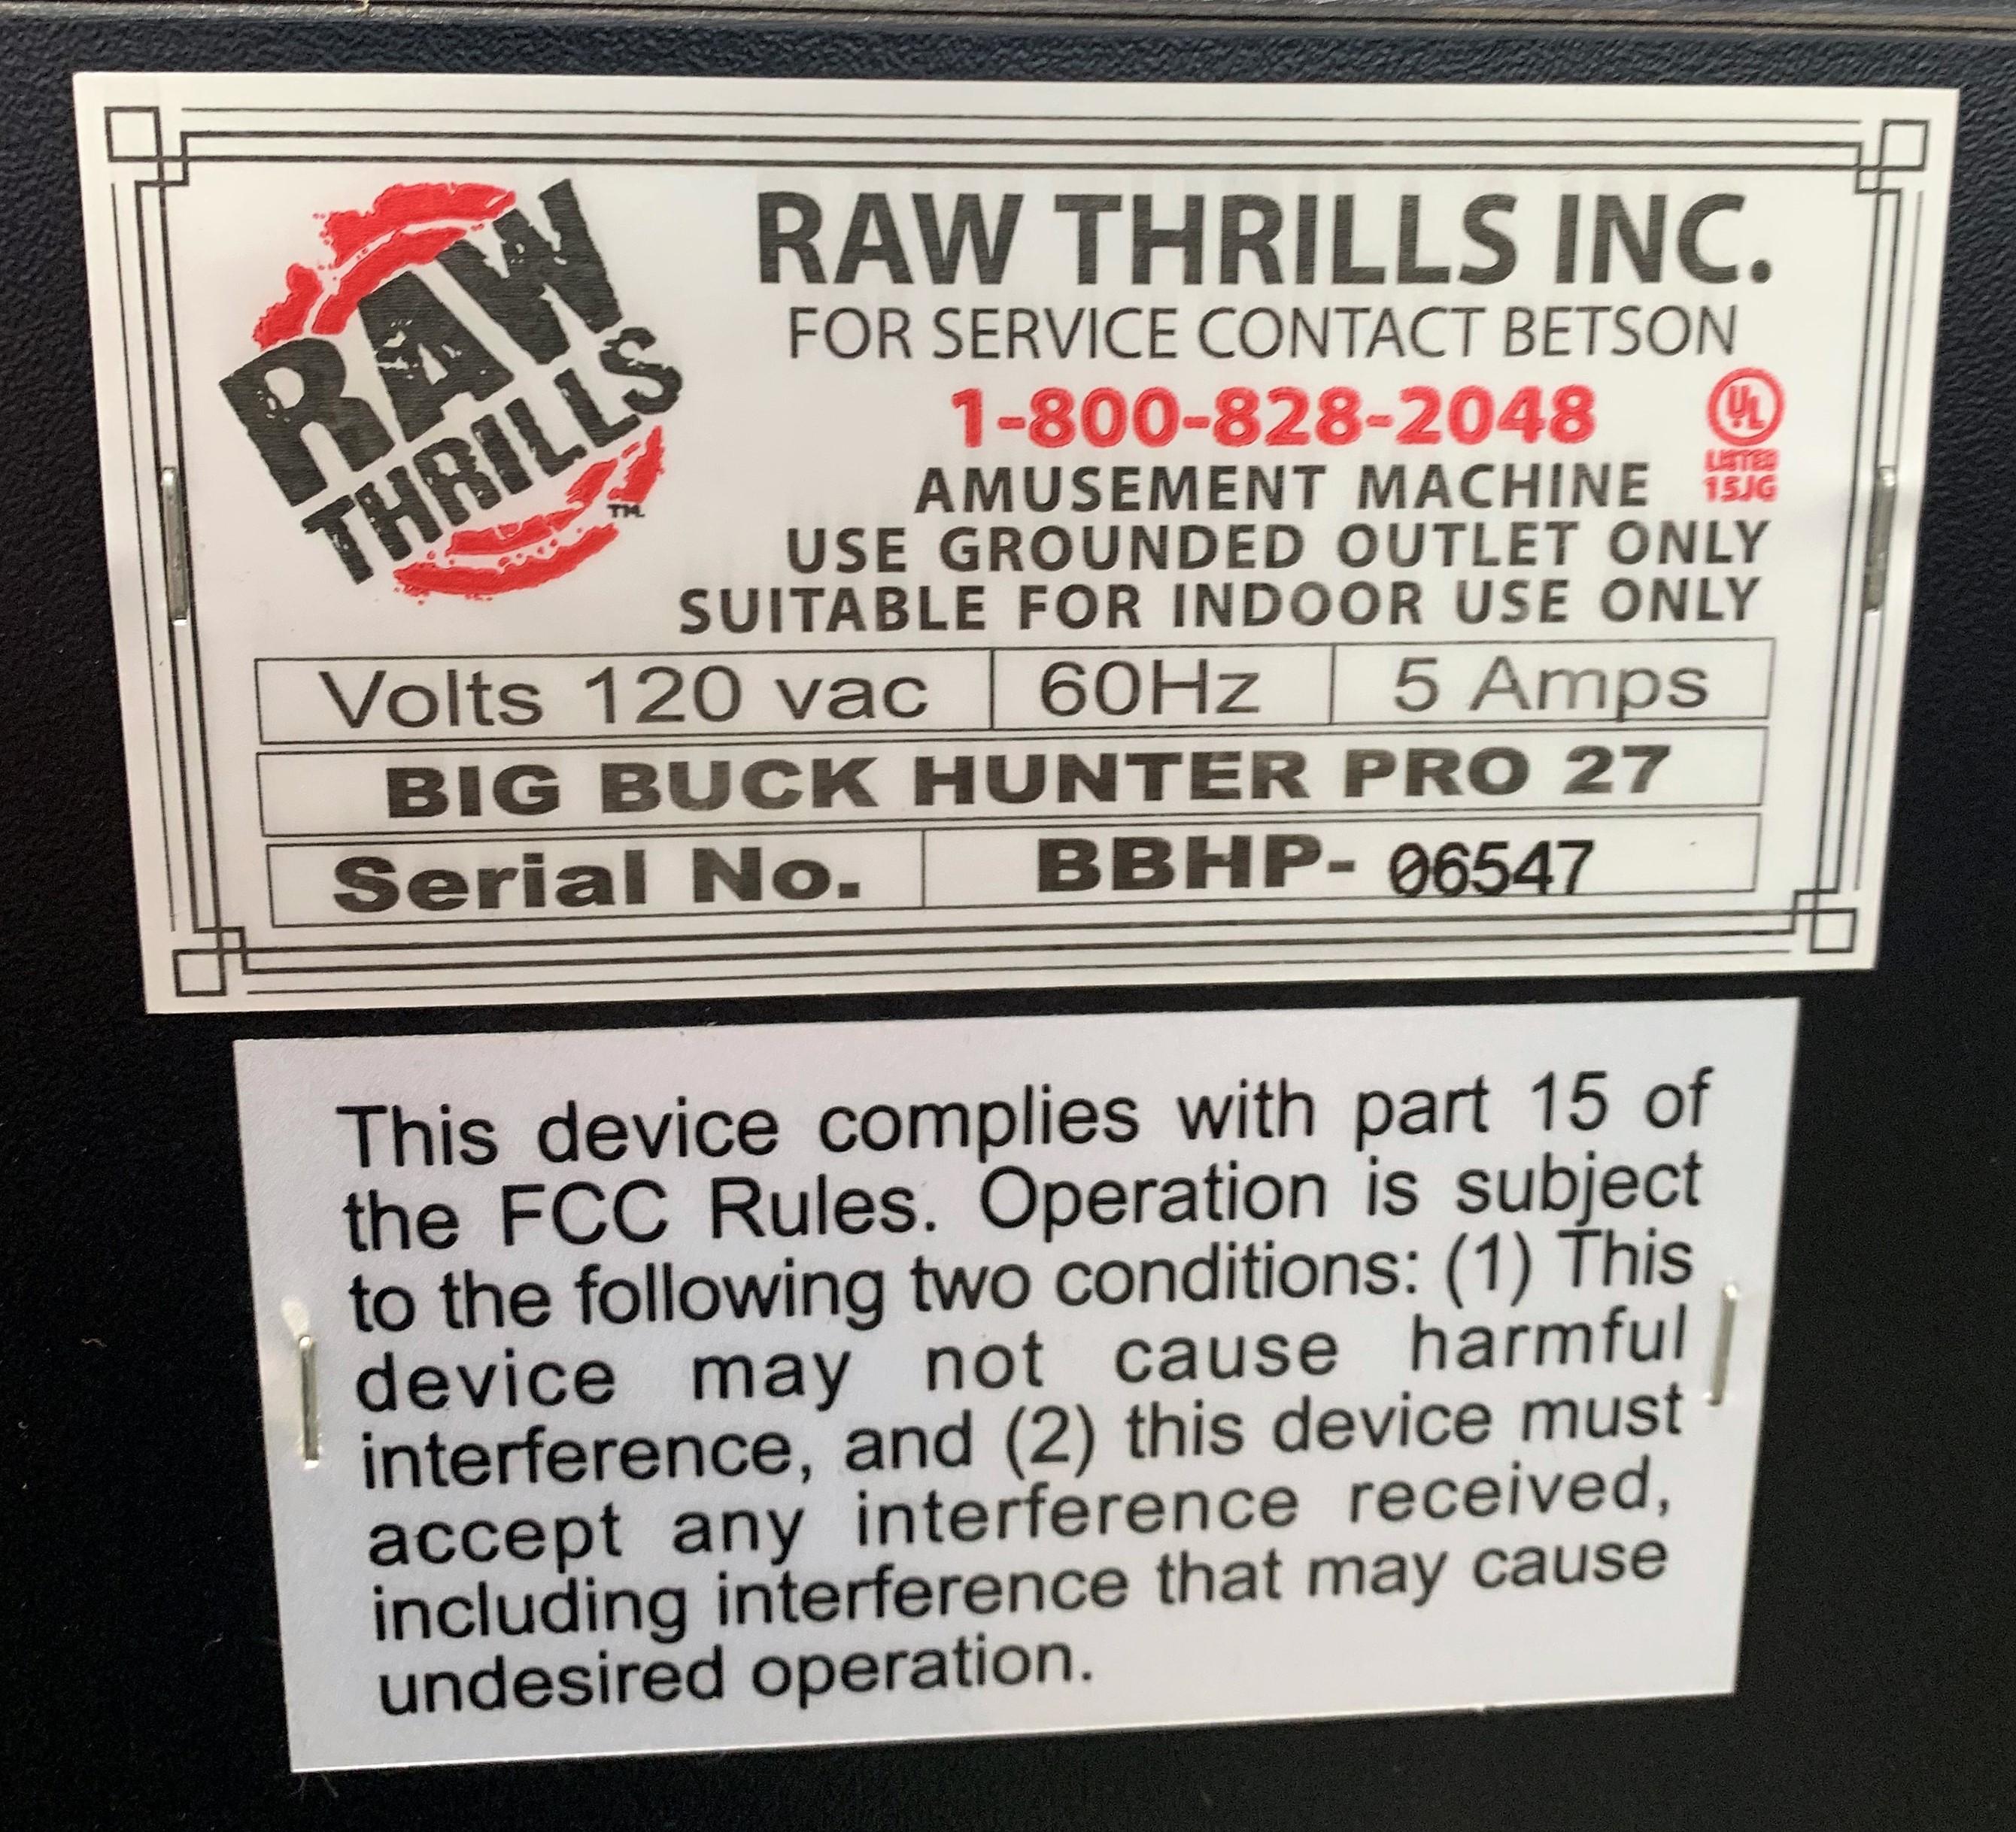 RAW
THRILLS
TM.
RAW THRILLS INC.
FOR SERVICE CONTACT BETSON
1-800-828-2048
UL
LISTED
15JG
AMUSEMENT MACHINE
USE GROUNDED OUTLET ONLY
SUITABLE FOR INDOOR USE ONLY
Volts 120 vac 60Hz 5 Amps
BIG BUCK HUNTER PRO 27
Serial No. BBHP- 06547
This device complies with part 15 of
the FCC Rules. Operation is subject
to the following two conditions: (1) This
device may not cause harmful
interference, and (2) this device must
accept any interference received,
including interference that may cause
undesired operation.